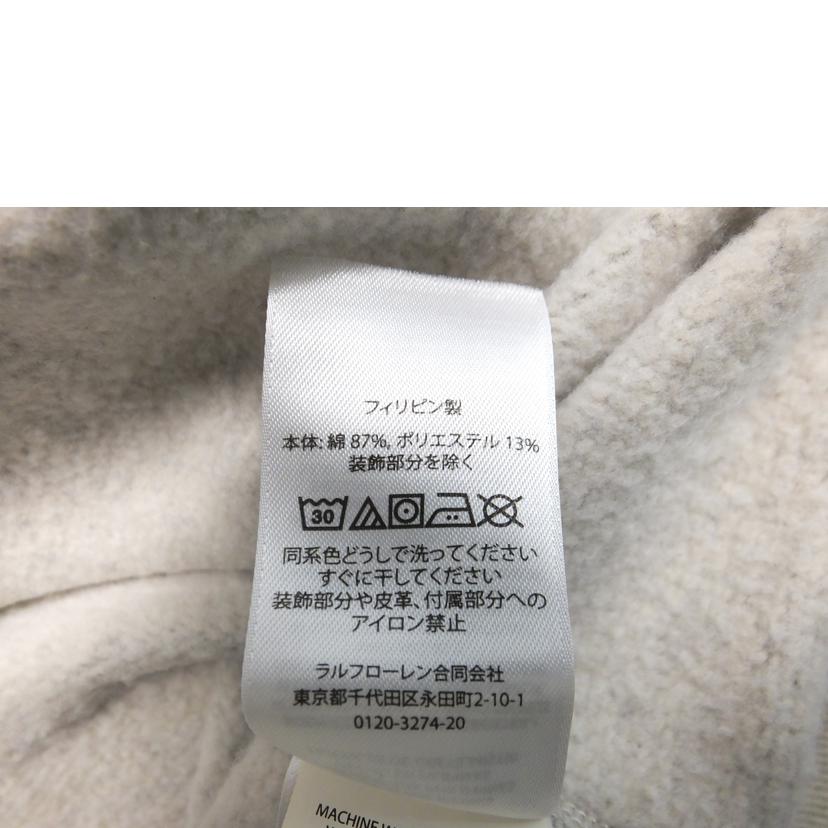 フィリピン製
本体: 綿 87%, ポリエステル 13%
装飾部分を除く
30
同系色どうしで洗ってください
すぐに干してください
装飾部分や皮革、付属部分への
アイロン禁止
ラルフローレン合同会社
東京都千代田区永田町2-10-1
0120-3274-20
MACHINE